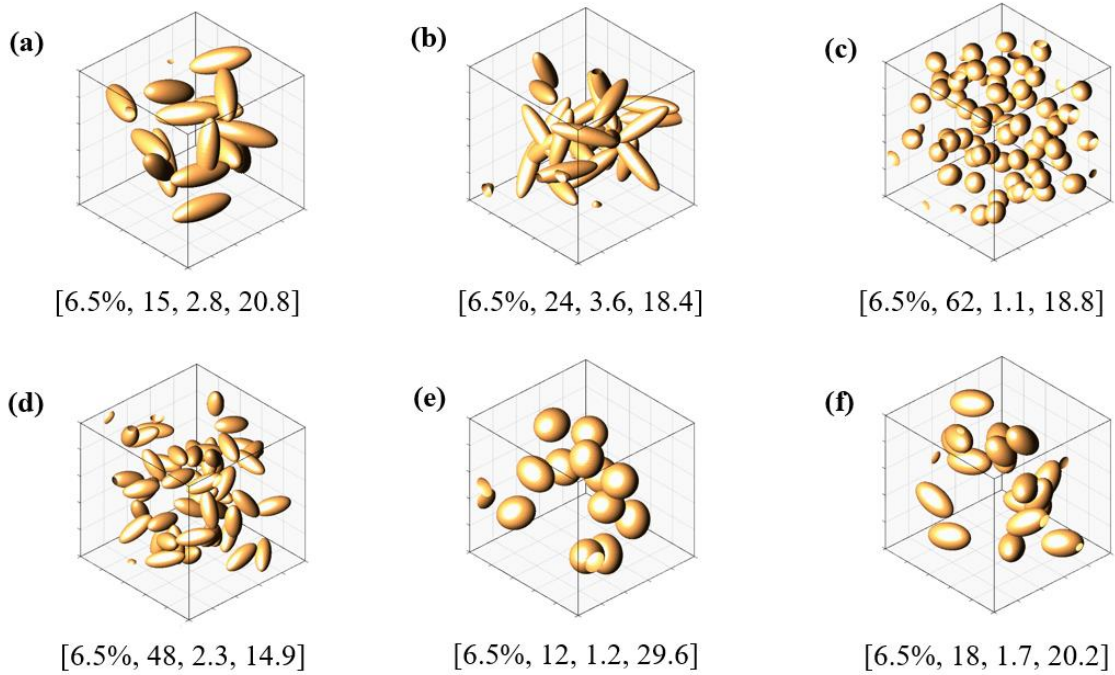 (a)
(b)
(c)
[6.5%, 15, 2.8, 20.8]
[6.5%, 24, 3.6, 18.4]
[6.5%, 62, 1.1, 18.8]
(d)
(e)
(f)
[6.5%, 48, 2.3, 14.9]
[6.5%, 12, 1.2, 29.6]
[6.5%, 18, 1.7, 20.2]